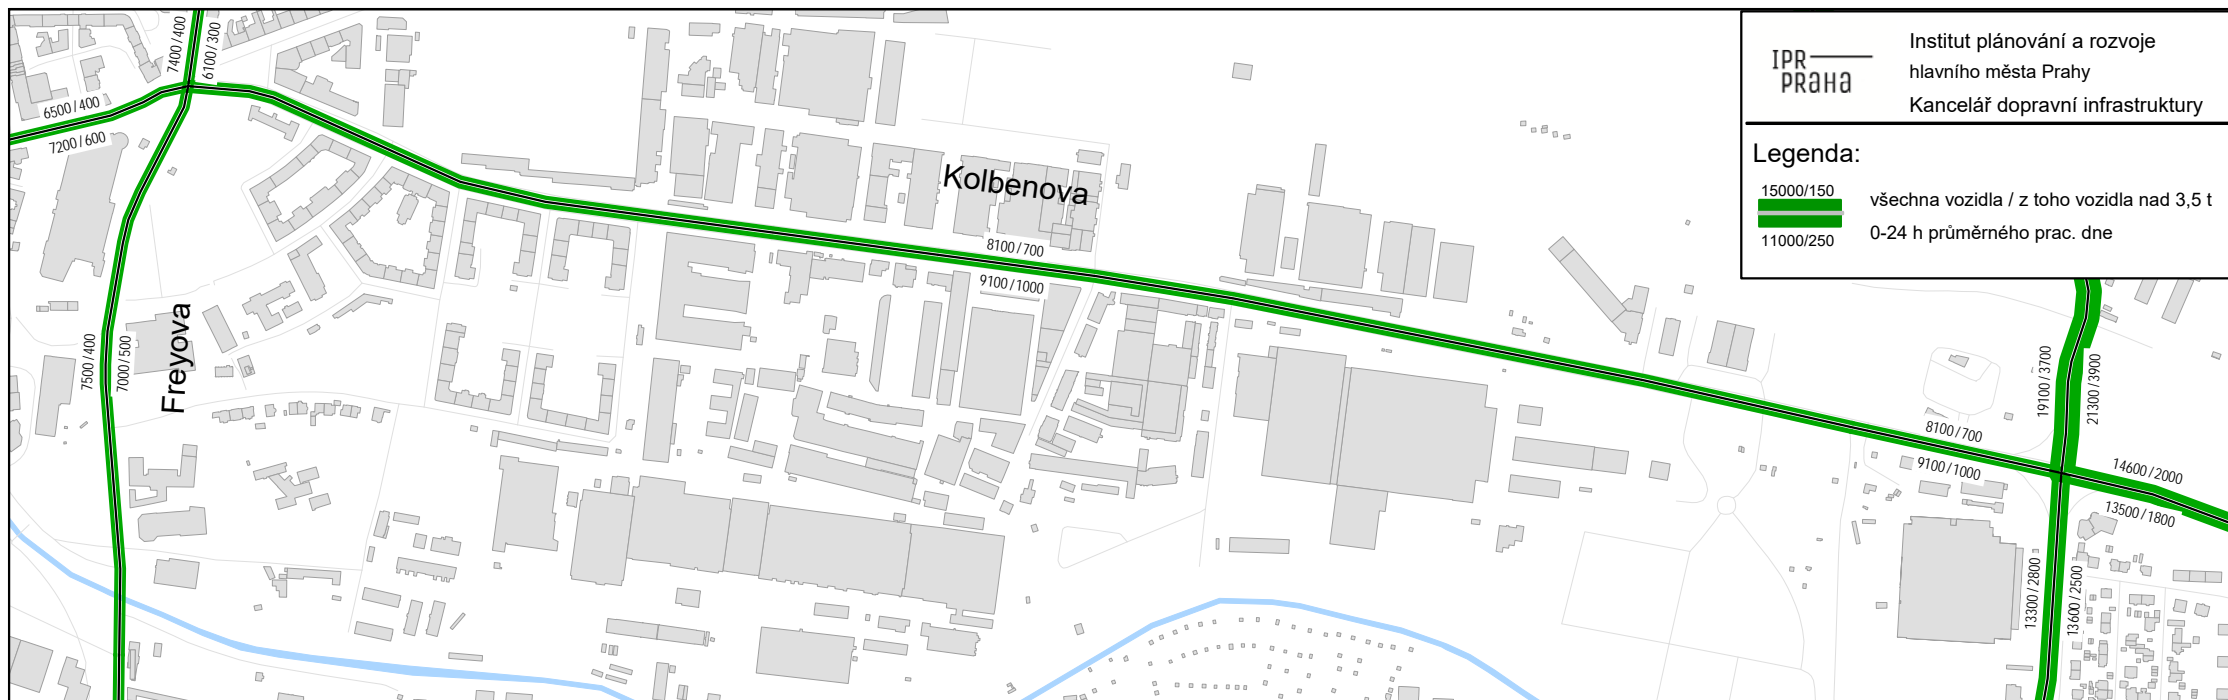 IPR
PRAHA
Institut plánování a rozvoje
hlavního města Prahy
Kancelář dopravní infrastruktury
Legenda:
15000/150
všechna vozidla / z toho vozidla nad 3,5 t
11000/250
0-24 h průměrného prac. dne
7400/400
6100/300
6500/400
7200/600
Kolbenova
8100/700
9100/1000
Freyova
7500/400
7000/500
19100/3700
21300/3900
8100/700
9100/1000
14600/2000
13500/1800
13300/2800
13600/2500